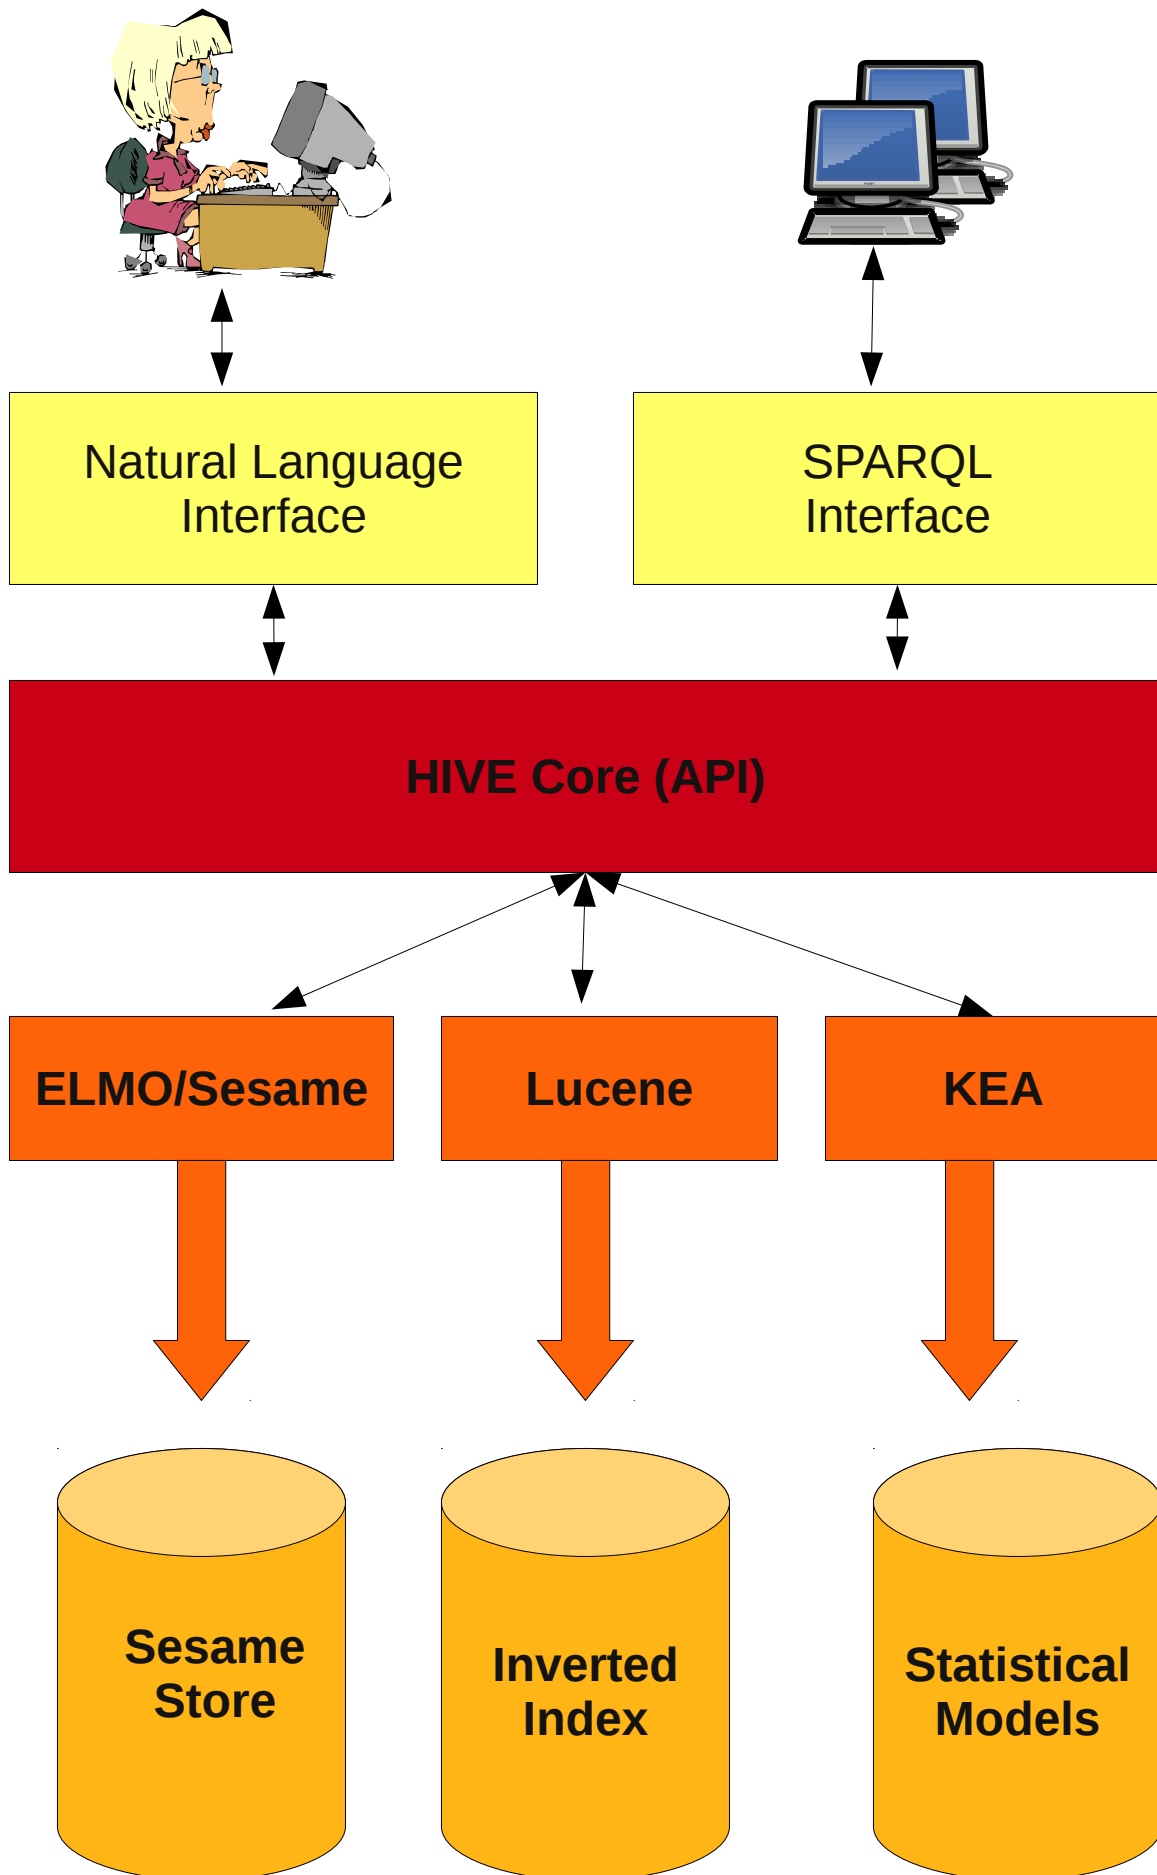 Natural Language
Interface
SPARQL
Interface
HIVE Core (API)
ELMO/Sesame
Lucene
KEA
Sesame
Store
Inverted
Index
Statistical
Models